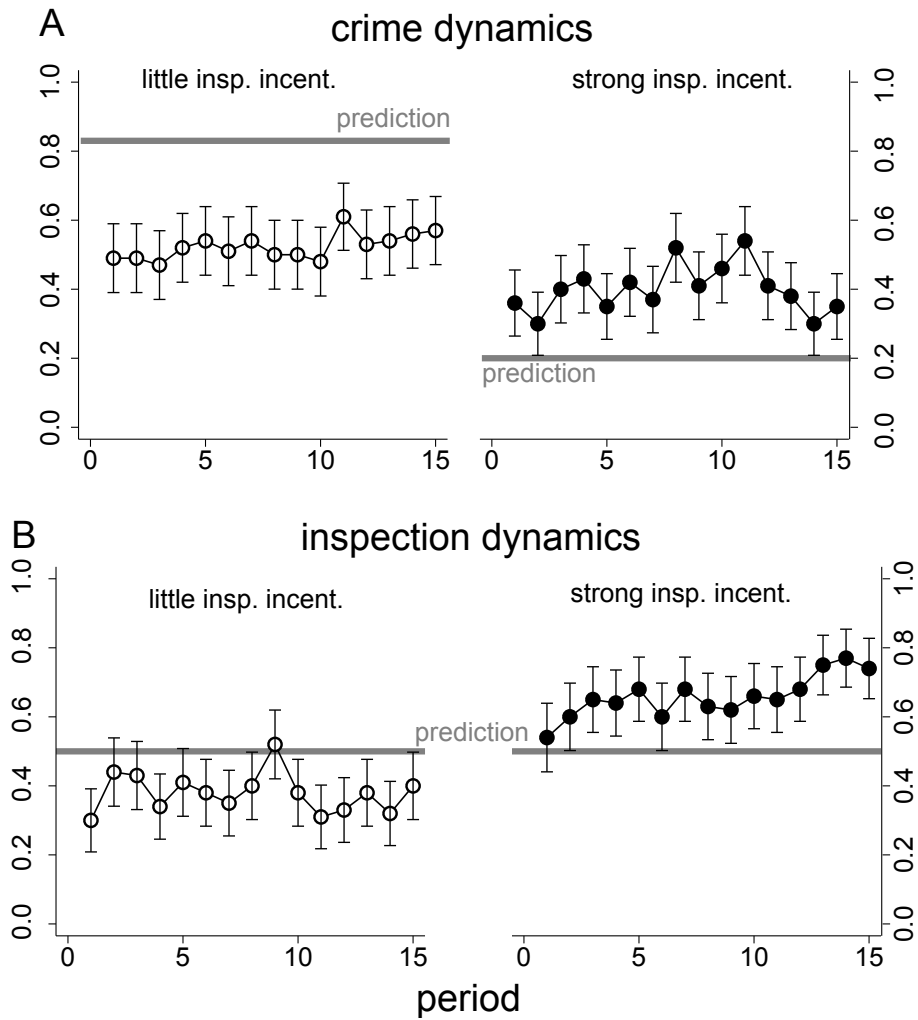 A
crime dynamics
little insp. incent.
strong insp. incent.
prediction
prediction
0.0 0.2 0.4 0.6 0.8 1.0
0.0 0.2 0.4 0.6 0.8 1.0
0 5 10 15
0 5 10 15
B
inspection dynamics
little insp. incent.
strong insp. incent.
prediction
0.0 0.2 0.4 0.6 0.8 1.0
0.0 0.2 0.4 0.6 0.8 1.0
0 5 10 15
0 5 10 15
period